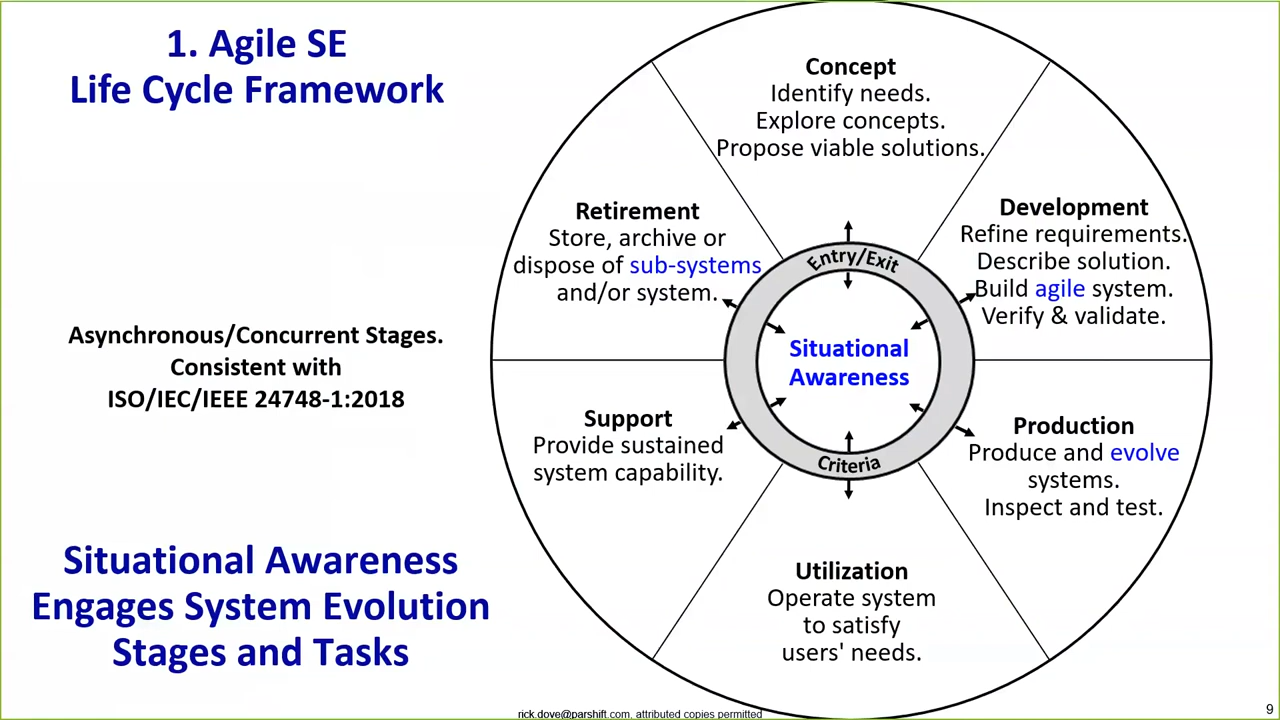 1. Agile SE
Life Cycle Framework
Asynchronous/Concurrent Stages.
Consistent with
ISO/IEC/IEEE 24748-1:2018
Situational Awareness
Engages System Evolution
Stages and Tasks
Concept
Identify needs.
Explore concepts.
Propose viable solutions.
Development
Refine requirements.
Describe solution.
Build agile system.
Verify & validate.
Production
Produce and evolve
systems.
Inspect and test.
Utilization
Operate system
to satisfy
users' needs.
Support
Provide sustained
system capability.
Retirement
Store, archive or
dispose of sub-systems
and/or system.
Entry/Exit
Situational
Awareness
Criteria
rick.dove@parshift.com, attributed copies permitted
9